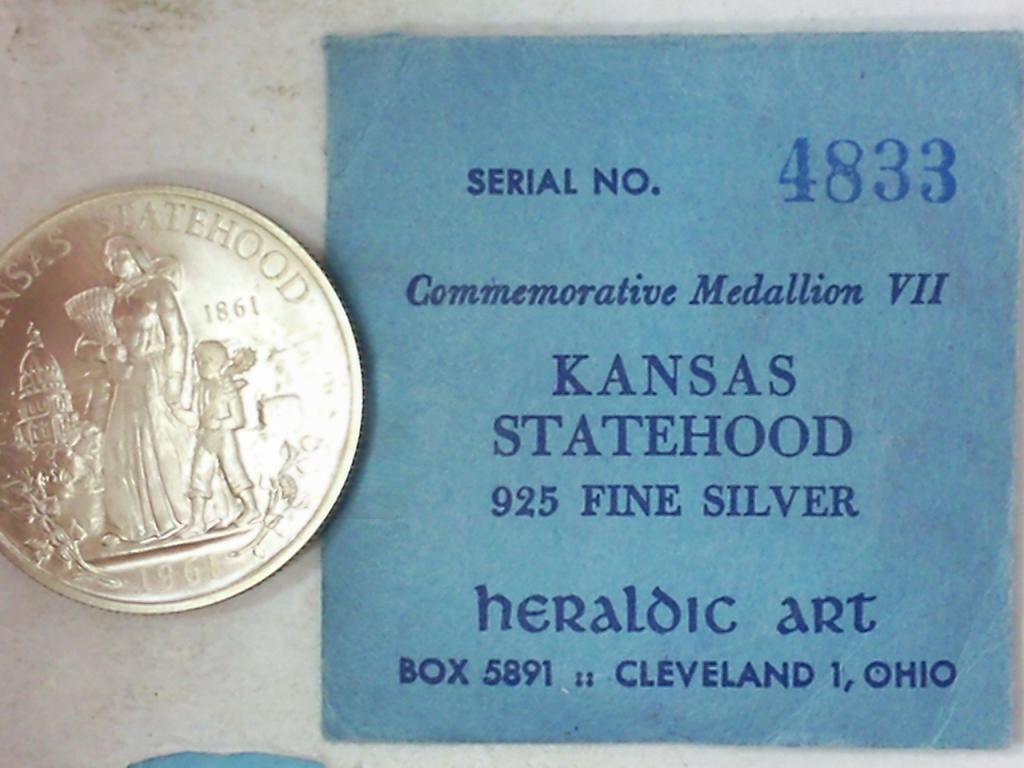 KANSAS STATEHOOD
1861
1961
SERIAL NO. 4833
Commemorative Medallion VII
KANSAS
STATEHOOD
925 FINE SILVER
heraldic art
BOX 5891 :: CLEVELAND 1, OHIO